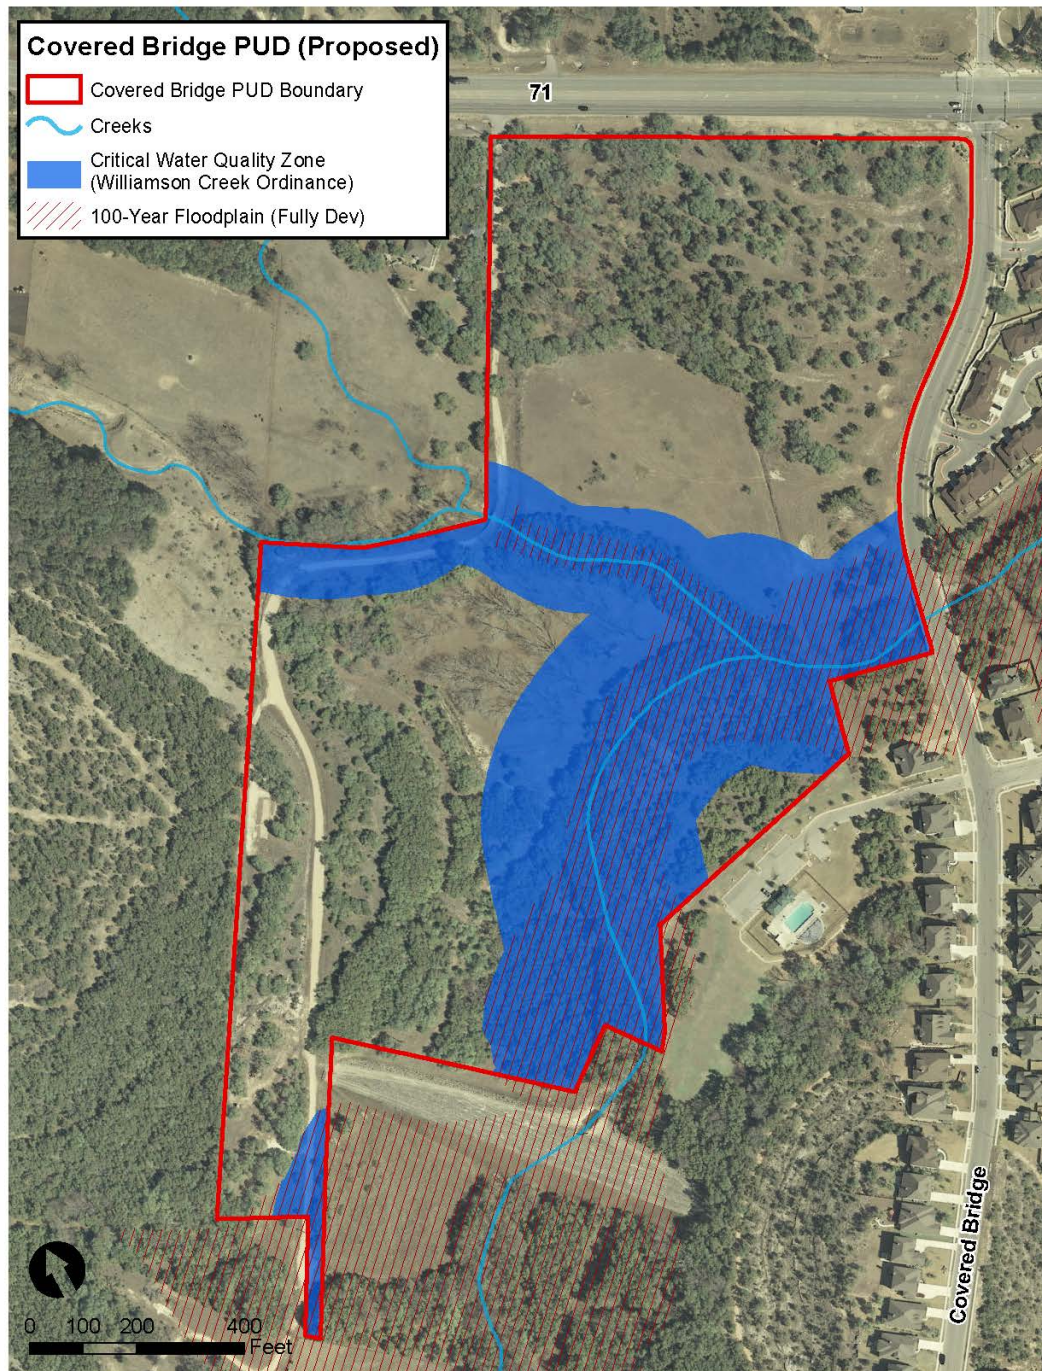 Covered Bridge PUD (Proposed)
Covered Bridge PUD Boundary
Creeks
Critical Water Quality Zone
(Williamson Creek Ordinance)
100-Year Floodplain (Fully Dev)
71
Covered Bridge
0 100 200 400
Feet